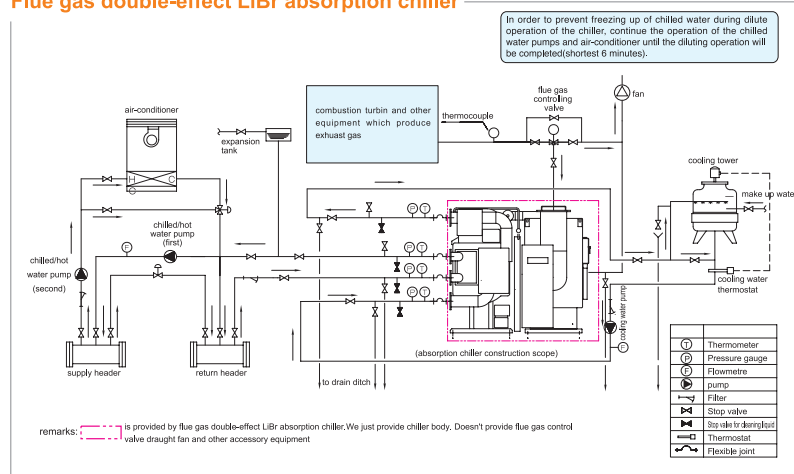 Flue gas double-effect LiBr absorption chiller
In order to prevent freezing up of chilled water during dilute
operation of the chiller, continue the operation of the chilled
water pumps and air-conditioner until the diluting operation will
be completed(shortest 6 minutes).
air-conditioner
combustion turbin and other
equipment which produce
exhuast gas
thermocouple
flue gas
controling
valve
fan
expansion
tank
cooling tower
make up wate
H
C
C
P
T
chilled/hot
water pump
(first)
F
P
T
P
T
chilled/hot
water pump
(second)
P
T
cooling water
thermostat
cooling water pump
F
supply header
return header
(absorption chiller construction scope)
to drain ditch
T Thermometer
P Pressure gauge
F Flowmetre
pump
Filter
Stop valve
Stop valve for cleaning liquid
Thermostat
Flexible joint
remarks:
is provided by flue gas double-effect LiBr absorption chiller,We just provide chiller body, Doesn't provide flue gas control
valve draught fan and other accessory equipment